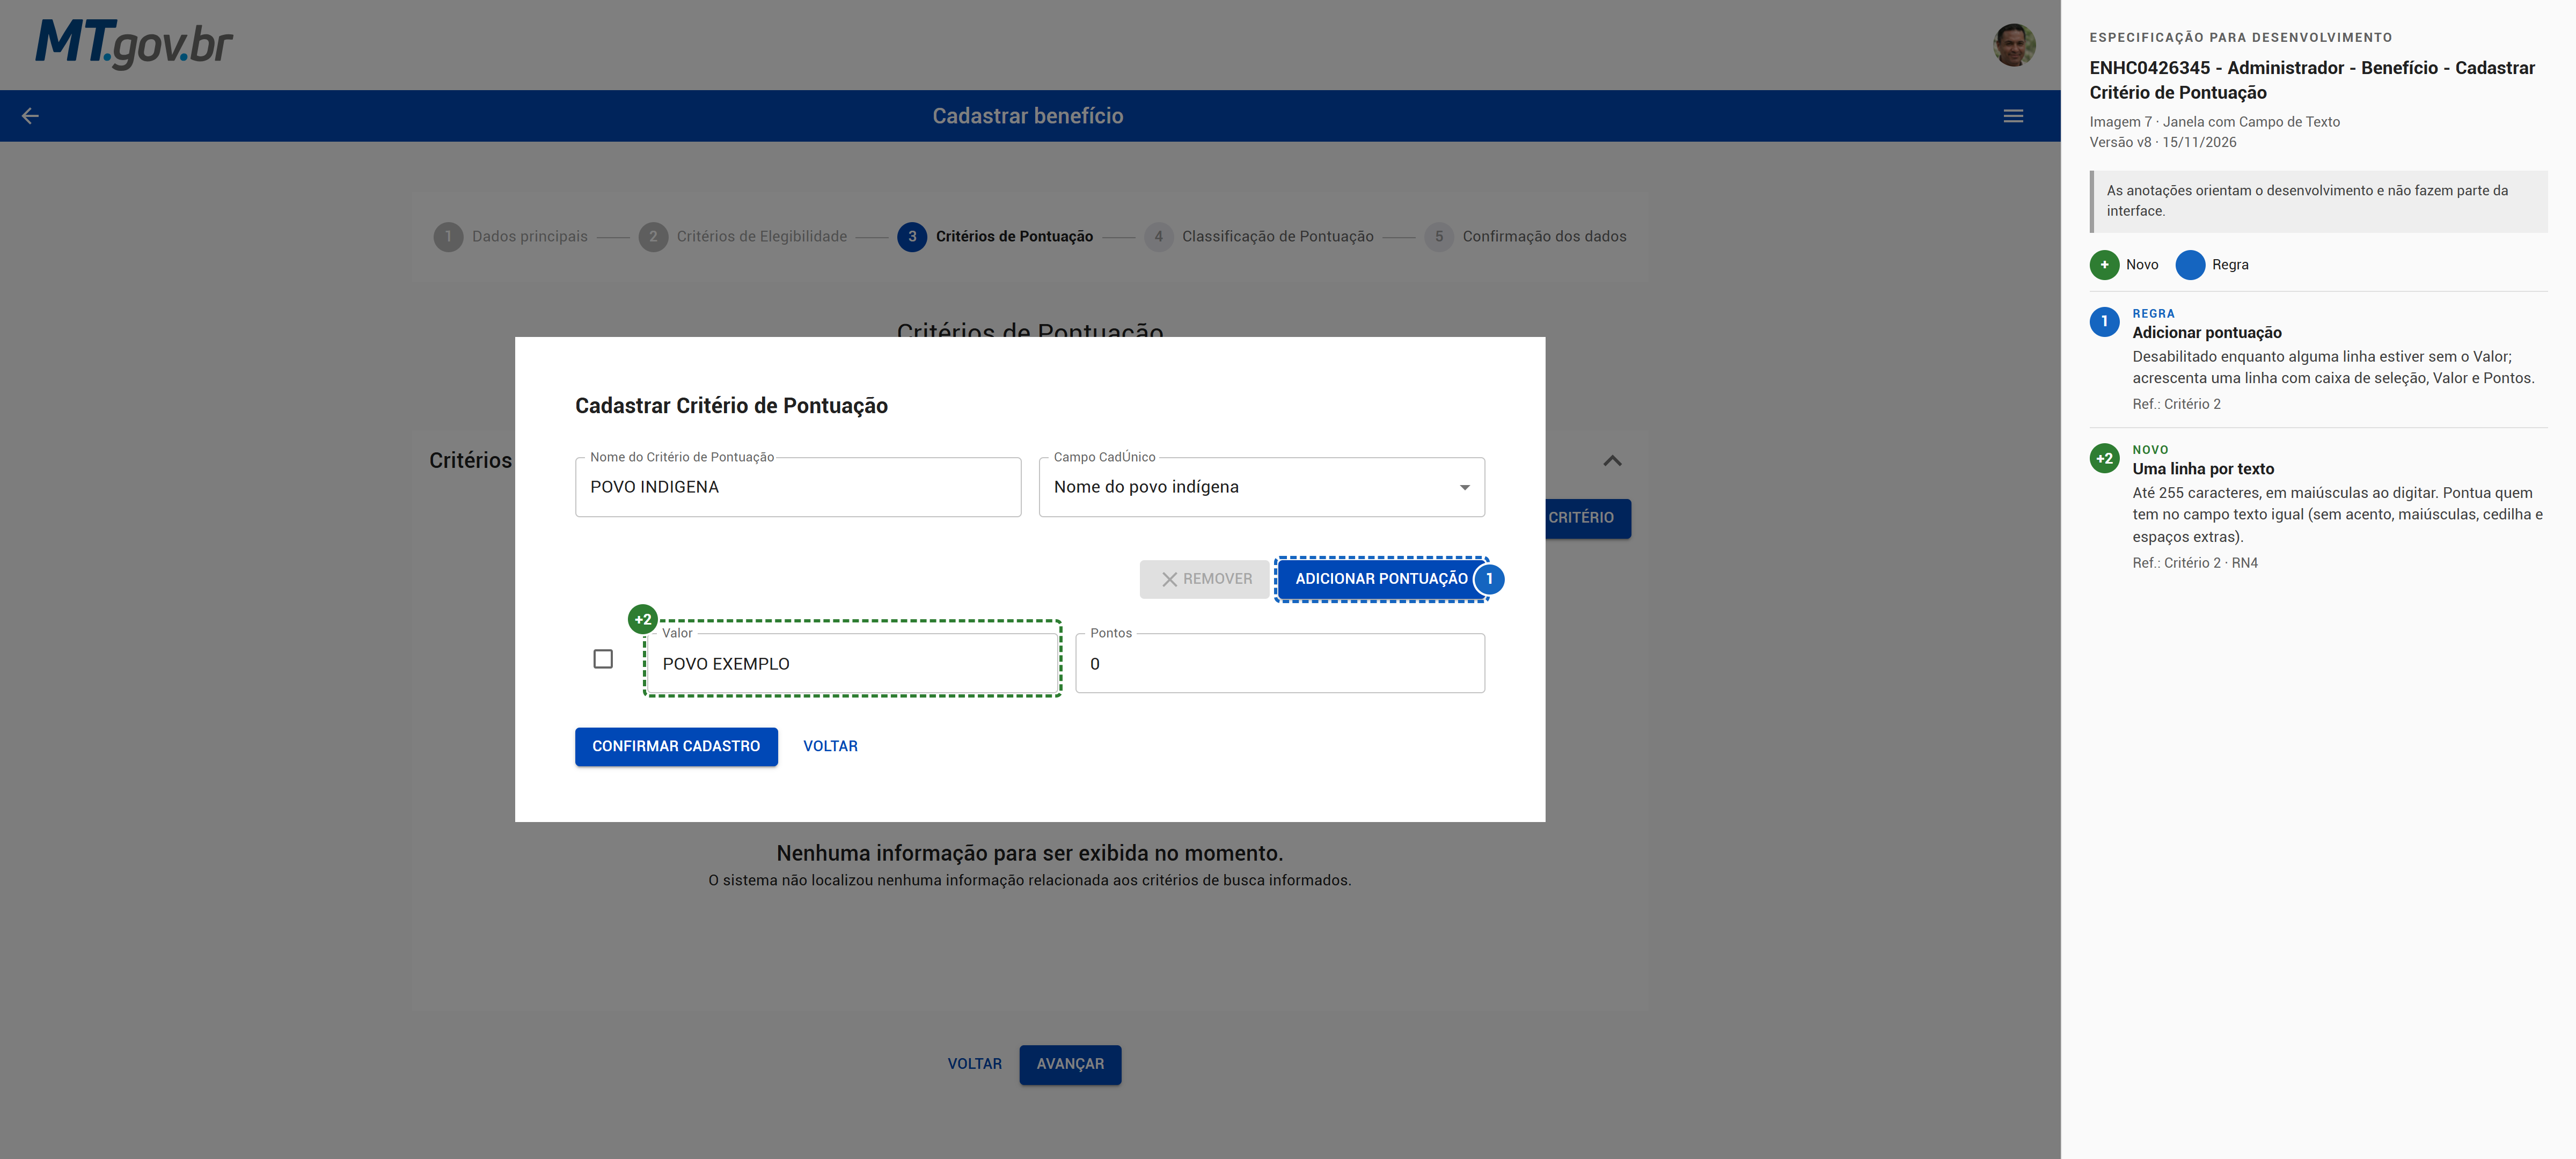 MT.gov.br
Cadastrar benefício
1 Dados principais 2 Critérios de Elegibilidade 3 Critérios de Pontuação 4 Classificação de Pontuação 5 Confirmação dos dados
Critérios de Pontuação
Critérios
CRITÉRIO
Cadastrar Critério de Pontuação
Nome do Critério de Pontuação
POVO INDIGENA
Campo CadÚnico
Nome do povo indígena
REMOVER
ADICIONAR PONTUAÇÃO 1
+2
Valor
POVO EXEMPLO
Pontos
0
CONFIRMAR CADASTRO
VOLTAR
Nenhuma informação para ser exibida no momento.
O sistema não localizou nenhuma informação relacionada aos critérios de busca informados.
VOLTAR
AVANÇAR
ESPECIFICAÇÃO PARA DESENVOLVIMENTO
ENHC0426345 - Administrador - Benefício - Cadastrar
Critério de Pontuação
Imagem 7 · Janela com Campo de Texto
Versão v8 · 15/11/2026
As anotações orientam o desenvolvimento e não fazem parte da
interface.
+ Novo Regra
1 REGRA
Adicionar pontuação
Desabilitado enquanto alguma linha estiver sem o Valor;
acrescenta uma linha com caixa de seleção, Valor e Pontos.
Ref.: Critério 2
+2 NOVO
Uma linha por texto
Até 255 caracteres, em maiúsculas ao digitar. Pontua quem
tem no campo texto igual (sem acento, maiúsculas, cedilha e
espaços extras).
Ref.: Critério 2 · RN4